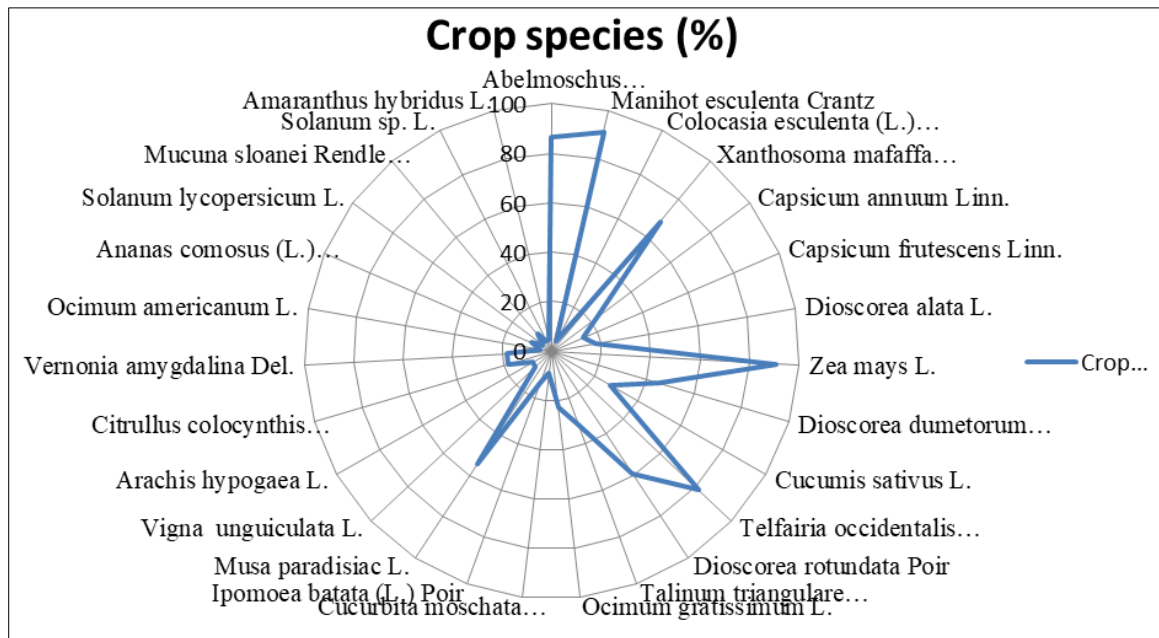 Crop species (%)
Abelmoschus…
Manihot esculenta Crantz
Colocasia esculenta (L.)…
Xanthosoma mafaffa…
Capsicum annuum Linn.
Capsicum frutescens Linn.
Dioscorea alata L.
Zea mays L.
Dioscorea dumetorum…
Cucumis sativus L.
Telfairia occidentalis…
Dioscorea rotundata Poir
Talinum triangulare…
Ocimum gratissimum L.
Cucurbita moschata…
Ipomoea batata (L.) Poir
Musa paradisiac L.
Vigna  unguiculata L.
Arachis hypogaea L.
Citrullus colocynthis…
Vernonia amygdalina Del.
Ocimum americanum L.
Ananas comosus (L.)…
Solanum lycopersicum L.
Mucuna sloanei Rendle…
Solanum sp. L.
Amaranthus hybridus L.
100
80
60
40
20
0
Crop…